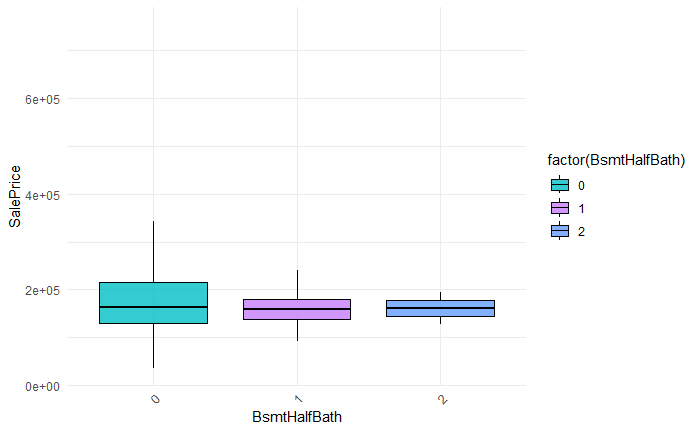 SalePrice
6e+05
4e+05
2e+05
0e+00
0
1
2
BsmtHalfBath
factor(BsmtHalfBath)
0
1
2